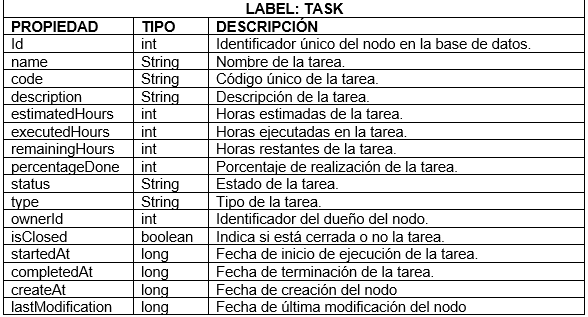 LABEL: TASK
PROPIEDAD TIPO DESCRIPCIÓN
Id int Identificador único del nodo en la base de datos.
name String Nombre de la tarea.
code String Código único de la tarea.
description String Descripción de la tarea.
estimatedHours int Horas estimadas de la tarea.
executedHours int Horas ejecutadas en la tarea.
remainingHours int Horas restantes de la tarea.
percentageDone int Porcentaje de realización de la tarea.
status String Estado de la tarea.
type String Tipo de la tarea.
ownerId int Identificador del dueño del nodo.
isClosed boolean Indica si está cerrada o no la tarea.
startedAt long Fecha de inicio de ejecución de la tarea.
completedAt long Fecha de terminación de la tarea.
createAt long Fecha de creación del nodo
lastModification long Fecha de última modificación del nodo